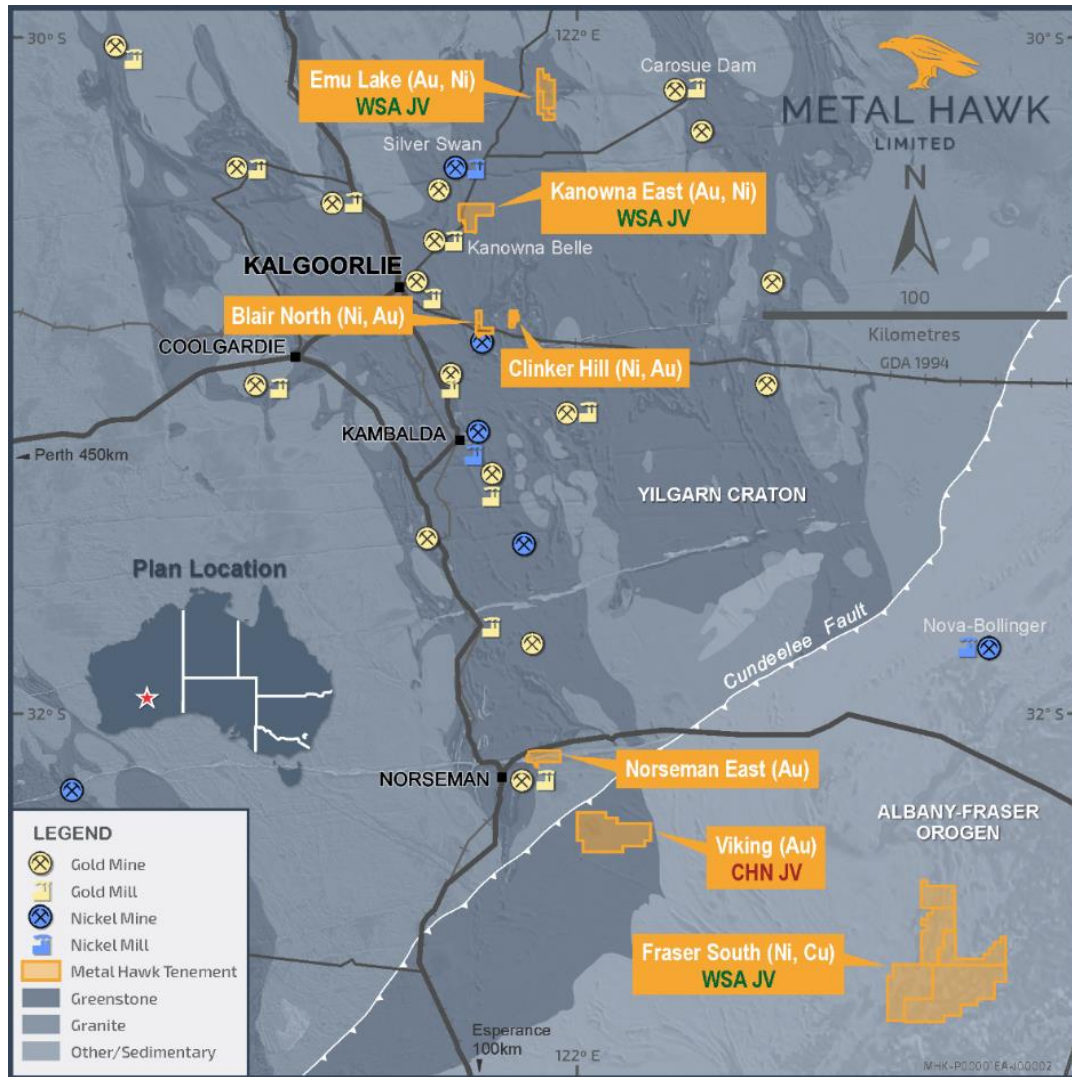 30° S
122° E
30° S
Emu Lake (Au, Ni)
WSA JV
Carosue Dam
METAL HAWK
LIMITED
Silver Swan
N
Kanowna East (Au, Ni)
WSA JV
Kanowna Belle
KALGOORLIE
100
Kilometres
GDA 1994
Blair North (Ni, Au)
COOLGARDIE
Clinker Hill (Ni, Au)
KAMBALDA
Perth 450km
YILGARN CRATON
Plan Location
Cundeelee Fault
Nova-Bollinger
32° S
32° S
NORSEMAN
Norseman East (Au)
ALBANY-FRASER
OROGEN
Viking (Au)
CHN JV
Fraser South (Ni, Cu)
WSA JV
LEGEND
Gold Mine
Gold Mill
Nickel Mine
Nickel Mill
Metal Hawk Tenement
Greenstone
Granite
Other/Sedimentary
Esperance
100km
122° E
MHK-P00001EA-I00002